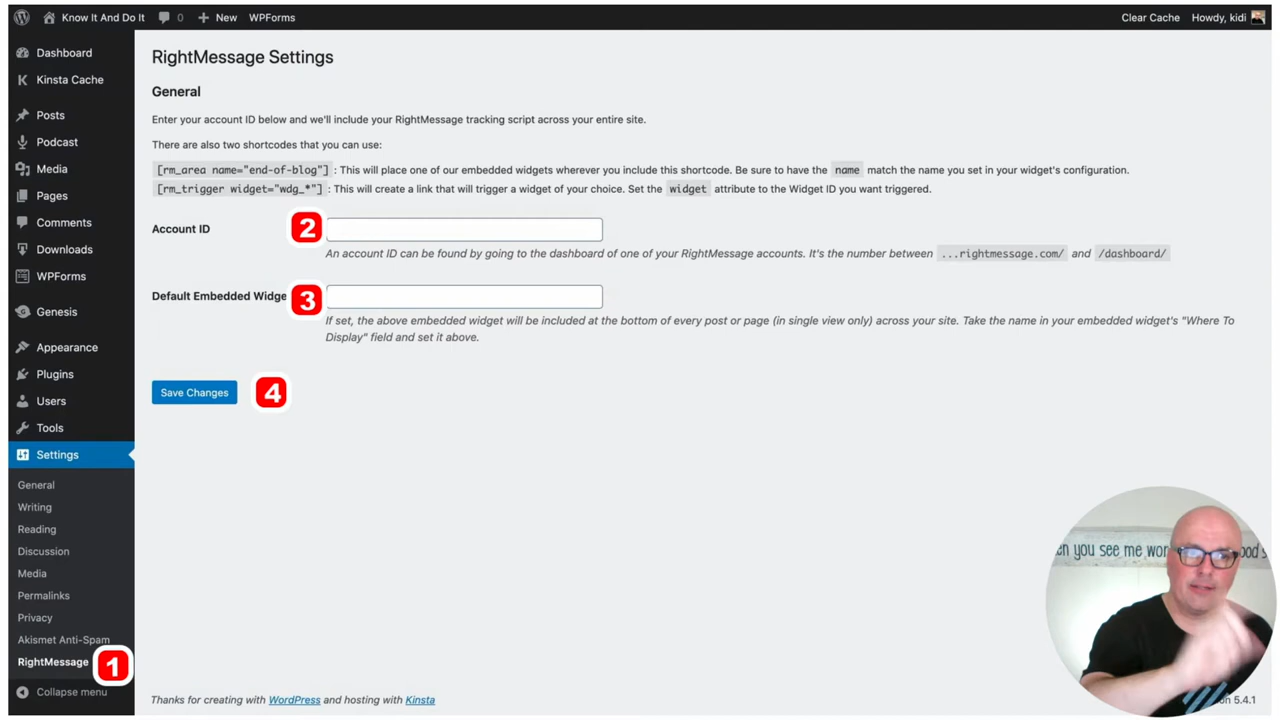 Know It And Do It 0 New WPForms Clear Cache Howdy, kidi
Dashboard
Kinsta Cache
Posts
Podcast
Media
Pages
Comments
Downloads
WPForms
Genesis
Appearance
Plugins
Users
Tools
Settings
General
Writing
Reading
Discussion
Media
Permalinks
Privacy
Akismet Anti-Spam
RightMessage 1
Collapse menu
RightMessage Settings
General
Enter your account ID below and we'll include your RightMessage tracking script across your entire site.
There are also two shortcodes that you can use:
[rm_area name="end-of-blog"] : This will place one of our embedded widgets wherever you include this shortcode. Be sure to have the name match the name you set in your widget's configuration.
[rm_trigger widget="wdg_*"] : This will create a link that will trigger a widget of your choice. Set the widget attribute to the Widget ID you want triggered.
Account ID 2
An account ID can be found by going to the dashboard of one of your RightMessage accounts. It's the number between ...rightmessage.com/ and /dashboard/
Default Embedded Widge 3
If set, the above embedded widget will be included at the bottom of every post or page (in single view only) across your site. Take the name in your embedded widget's "Where To
Display" field and set it above.
Save Changes 4
you see me
Thanks for creating with WordPress and hosting with Kinsta 5.4.1